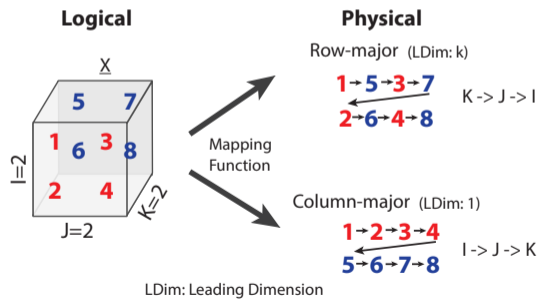 Logical
Physical
X
5 7
1 3
6 8
2 4
I=2
J=2
K=2
Mapping
Function
Row-major (LDim: k)
1→5→3→7
2→6→4→8
K -> J -> I
Column-major (LDim: 1)
1→2→3→4
5→6→7→8
I -> J -> K
LDim: Leading Dimension